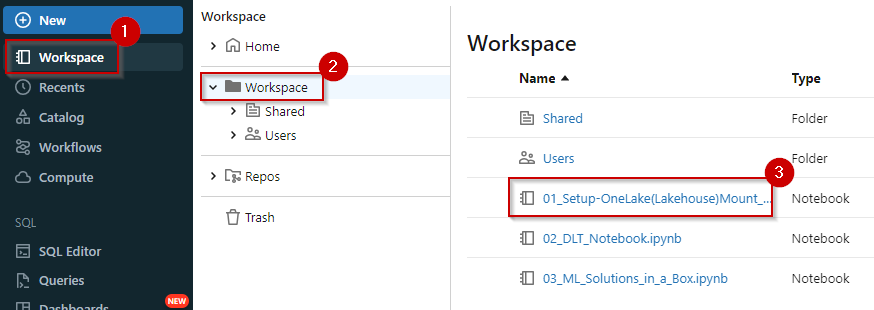 New
1
Workspace
Recents
Catalog
Workflows
Compute
SQL
SQL Editor
Queries
Dashboards
NEW
Workspace
Home
2
Workspace
Shared
Users
Repos
Trash
Workspace
Name
Type
Shared
Folder
Users
Folder
3
01_Setup-OneLake(Lakehouse)Mount_...
Notebook
02_DLT_Notebook.ipynb
Notebook
03_ML_Solutions_in_a_Box.ipynb
Notebook